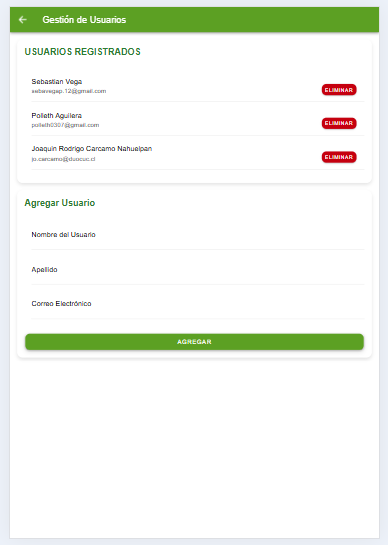 Gestión de Usuarios
USUARIOS REGISTRADOS
Sebastian Vega
sebavegap.12@gmail.com
ELIMINAR
Polleth Aguilera
polleth0307@gmail.com
ELIMINAR
Joaquin Rodrigo Carcamo Nahuelpan
jo.carcamo@duocuc.cl
ELIMINAR
Agregar Usuario
Nombre del Usuario
Apellido
Correo Electrónico
AGREGAR